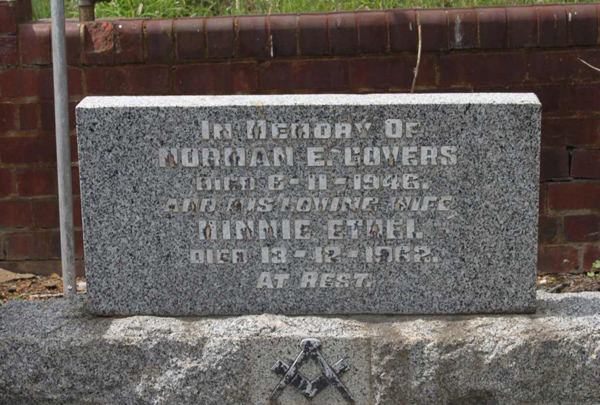 In Memory Of
NORMAN E. GOVERS
Died 6-11-1946.
AND HIS LOVING WIFE,
MINNIE ETHEL
Died 13-12-1962.
At Rest.